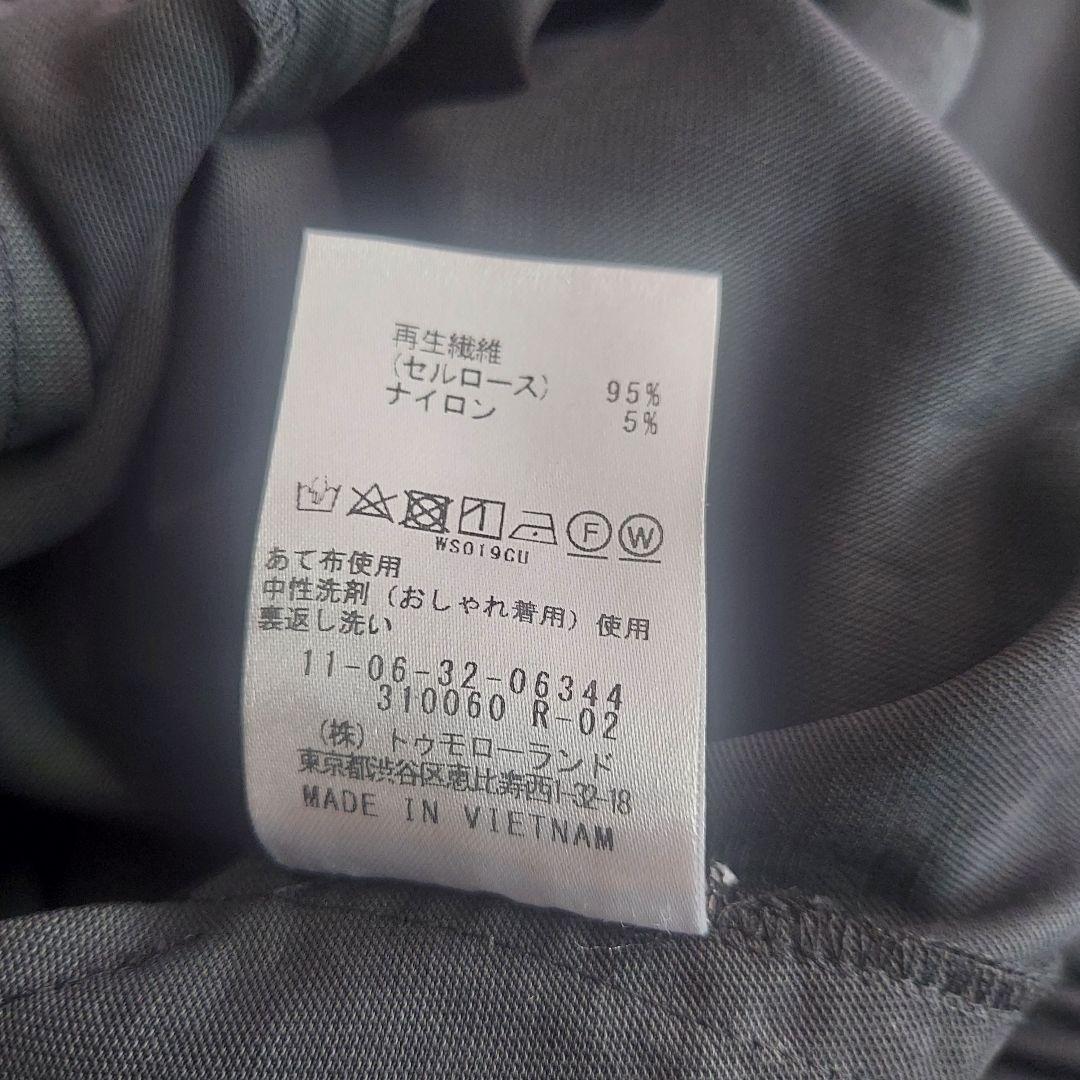 再生繊維
(セルロース) 95%
ナイロン 5%
F W
WS019CU
あて布使用
中性洗剤(おしゃれ着用)使用
裏返し洗い
11-06-32-06344
310060 R-02
(株)トゥモローランド
東京都渋谷区恵比寿西1-32-18
MADE IN VIETNAM